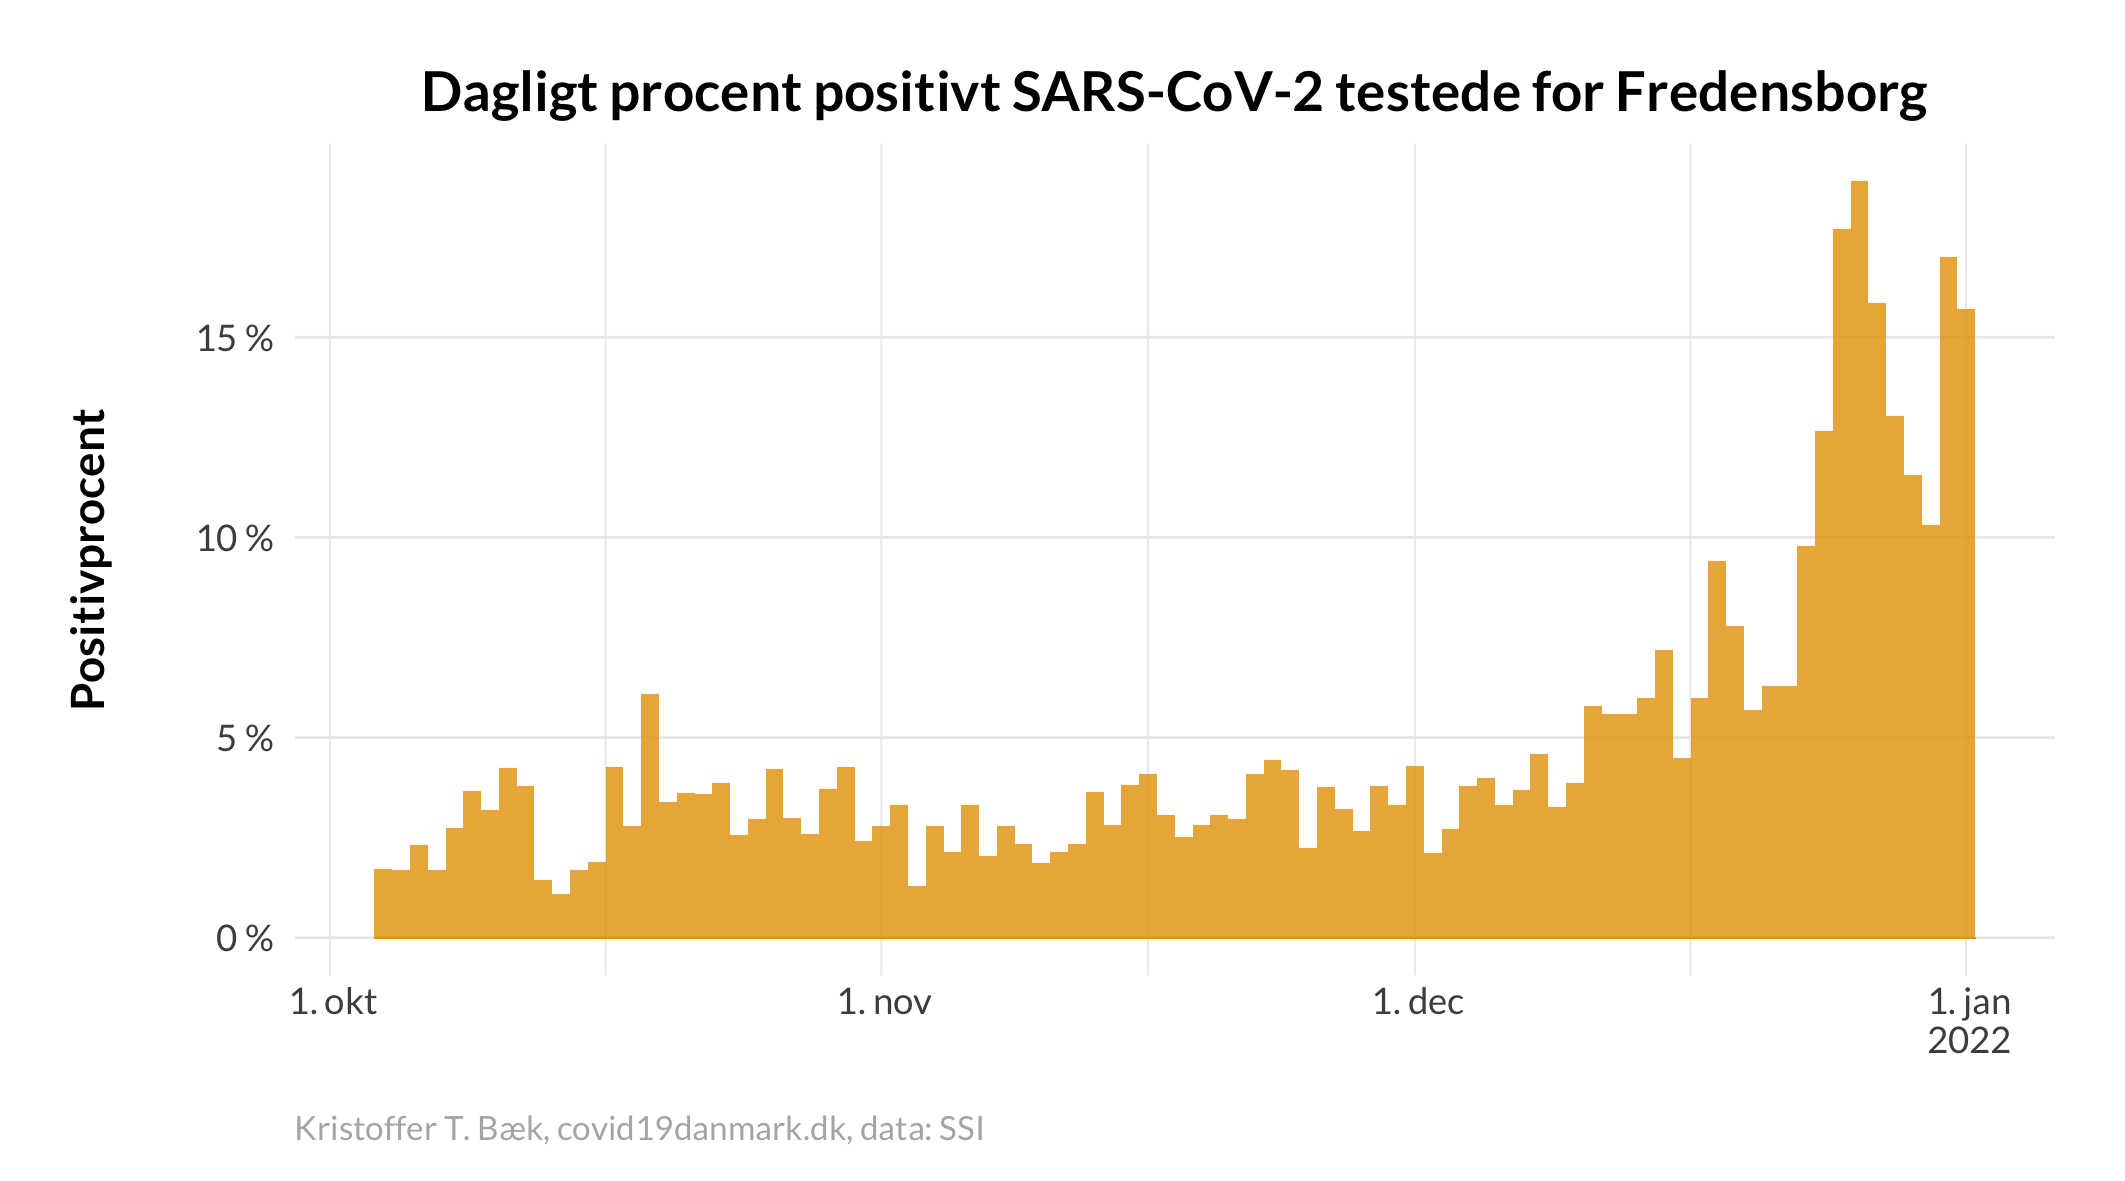 Dagligt procent positivt SARS-CoV-2 testede for Fredensborg
Positivprocent
15 %
10 %
5 %
0 %
1. okt
1. nov
1. dec
1. jan
2022
Kristoffer T. Bæk, covid19danmark.dk, data: SSI